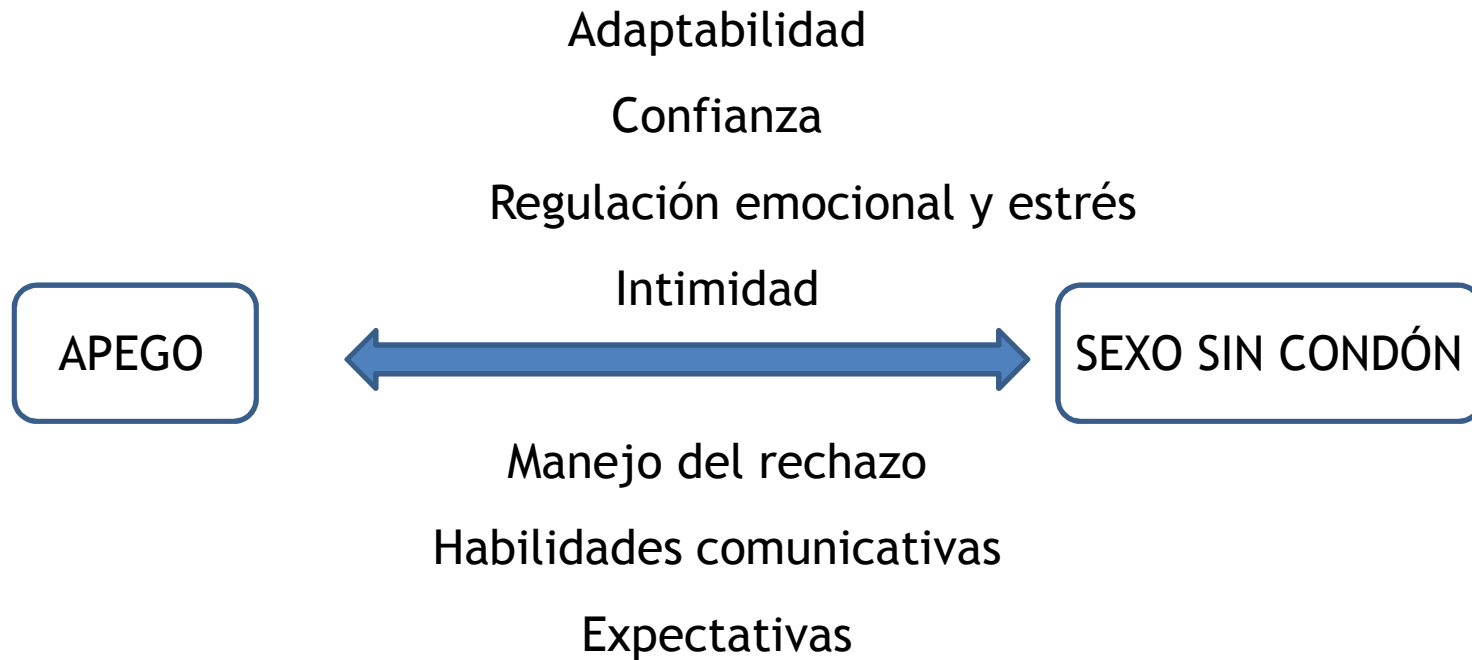 Adaptabilidad
Confianza
Regulación emocional y estrés
Intimidad
APEGO
SEXO SIN CONDÓN
Manejo del rechazo
Habilidades comunicativas
Expectativas